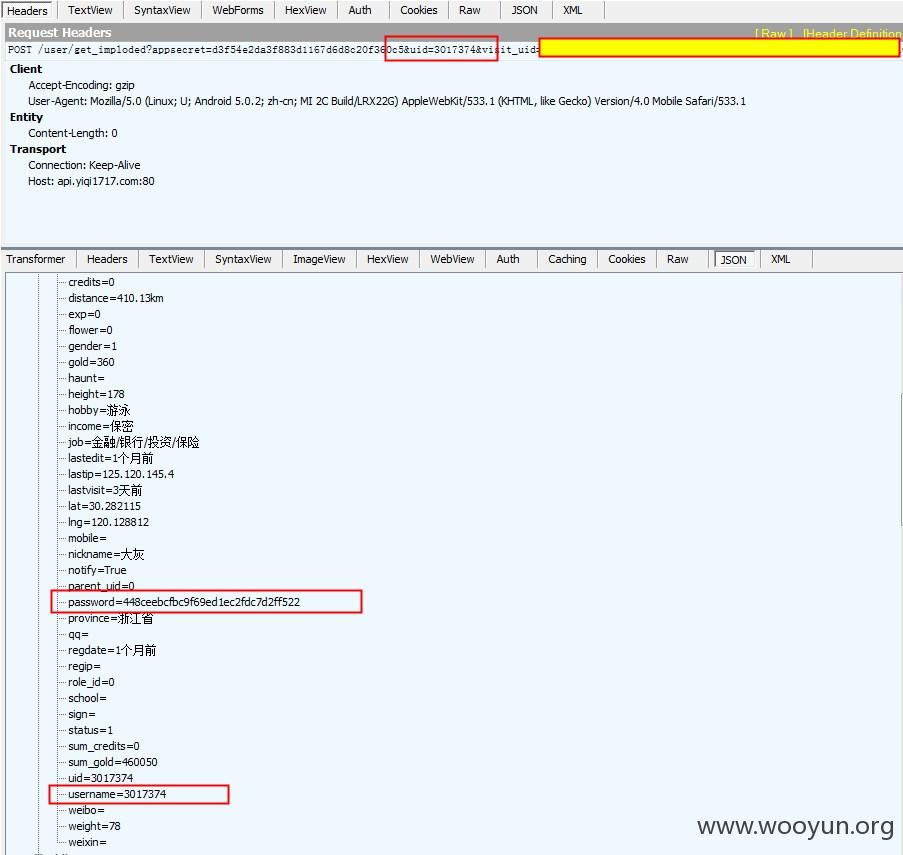 Headers TextView SyntaxView WebForms HexView Auth Cookies Raw JSON XML
Request Headers [ Raw ] [Header Definition
POST /user/get_imploded?appsecret=d3f54e2da3f883d1167d6d8c20f360c5&uid=3017374&visit_uid=
Client
Accept-Encoding: gzip
User-Agent: Mozilla/5.0 (Linux; U; Android 5.0.2; zh-cn; MI 2C Build/LRX22G) AppleWebKit/533.1 (KHTML, like Gecko) Version/4.0 Mobile Safari/533.1
Entity
Content-Length: 0
Transport
Connection: Keep-Alive
Host: api.yiqi1717.com:80
Transformer Headers TextView SyntaxView ImageView HexView WebView Auth Caching Cookies Raw JSON XML
credits=0
distance=410.13km
exp=0
flower=0
gender=1
gold=360
haunt=
height=178
hobby=游泳
income=保密
job=金融/银行/投资/保险
lastedit=1个月前
lastip=125.120.145.4
lastvisit=3天前
lat=30.282115
lng=120.128812
mobile=
nickname=大灰
notify=True
parent_uid=0
password=448ceebcfbc9f69ed1ec2fdc7d2ff522
province=浙江省
qq=
regdate=1个月前
regip=
role_id=0
school=
sign=
status=1
sum_credits=0
sum_gold=460050
uid=3017374
username=3017374
weibo=
weight=78
weixin=
www.wooyun.org